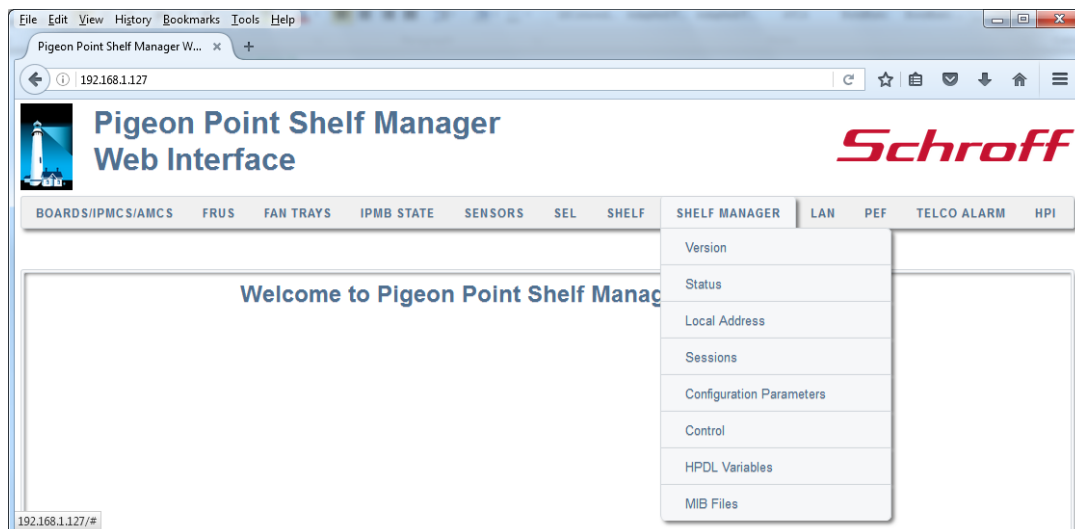 File Edit View History Bookmarks Tools Help
Pigeon Point Shelf Manager W... × +
192.168.1.127
Pigeon Point Shelf Manager
Web Interface
Schroff
BOARDS/IPMCS/AMCS FRUS FAN TRAYS IPMB STATE SENSORS SEL SHELF SHELF MANAGER LAN PEF TELCO ALARM HPI
Version
Status
Welcome to Pigeon Point Shelf Manag
Local Address
Sessions
Configuration Parameters
Control
HPDL Variables
MIB Files
192.168.1.127/#